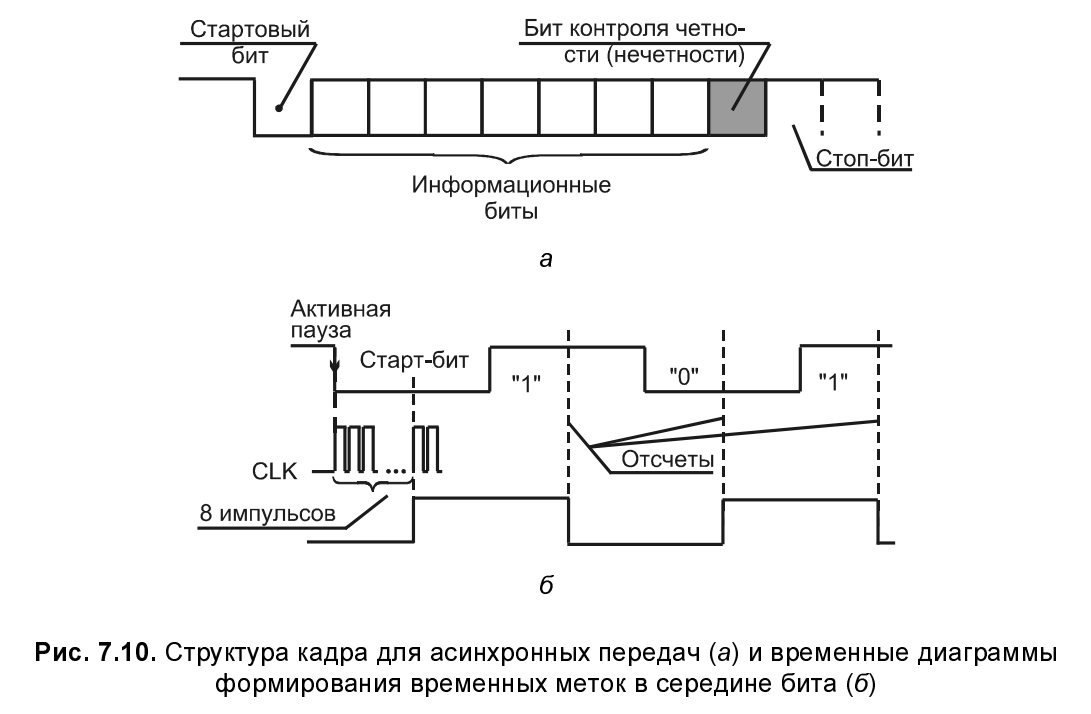 Стартовый
бит
Бит контроля четно-
сти (нечетности)
Стоп-бит
Информационные
биты
а
Активная
пауза
Старт-бит
"1"
"0"
"1"
CLK
...
Отсчеты
8 импульсов
б
Рис. 7.10. Структура кадра для асинхронных передач (а) и временные диаграммы
формирования временных меток в середине бита (б)